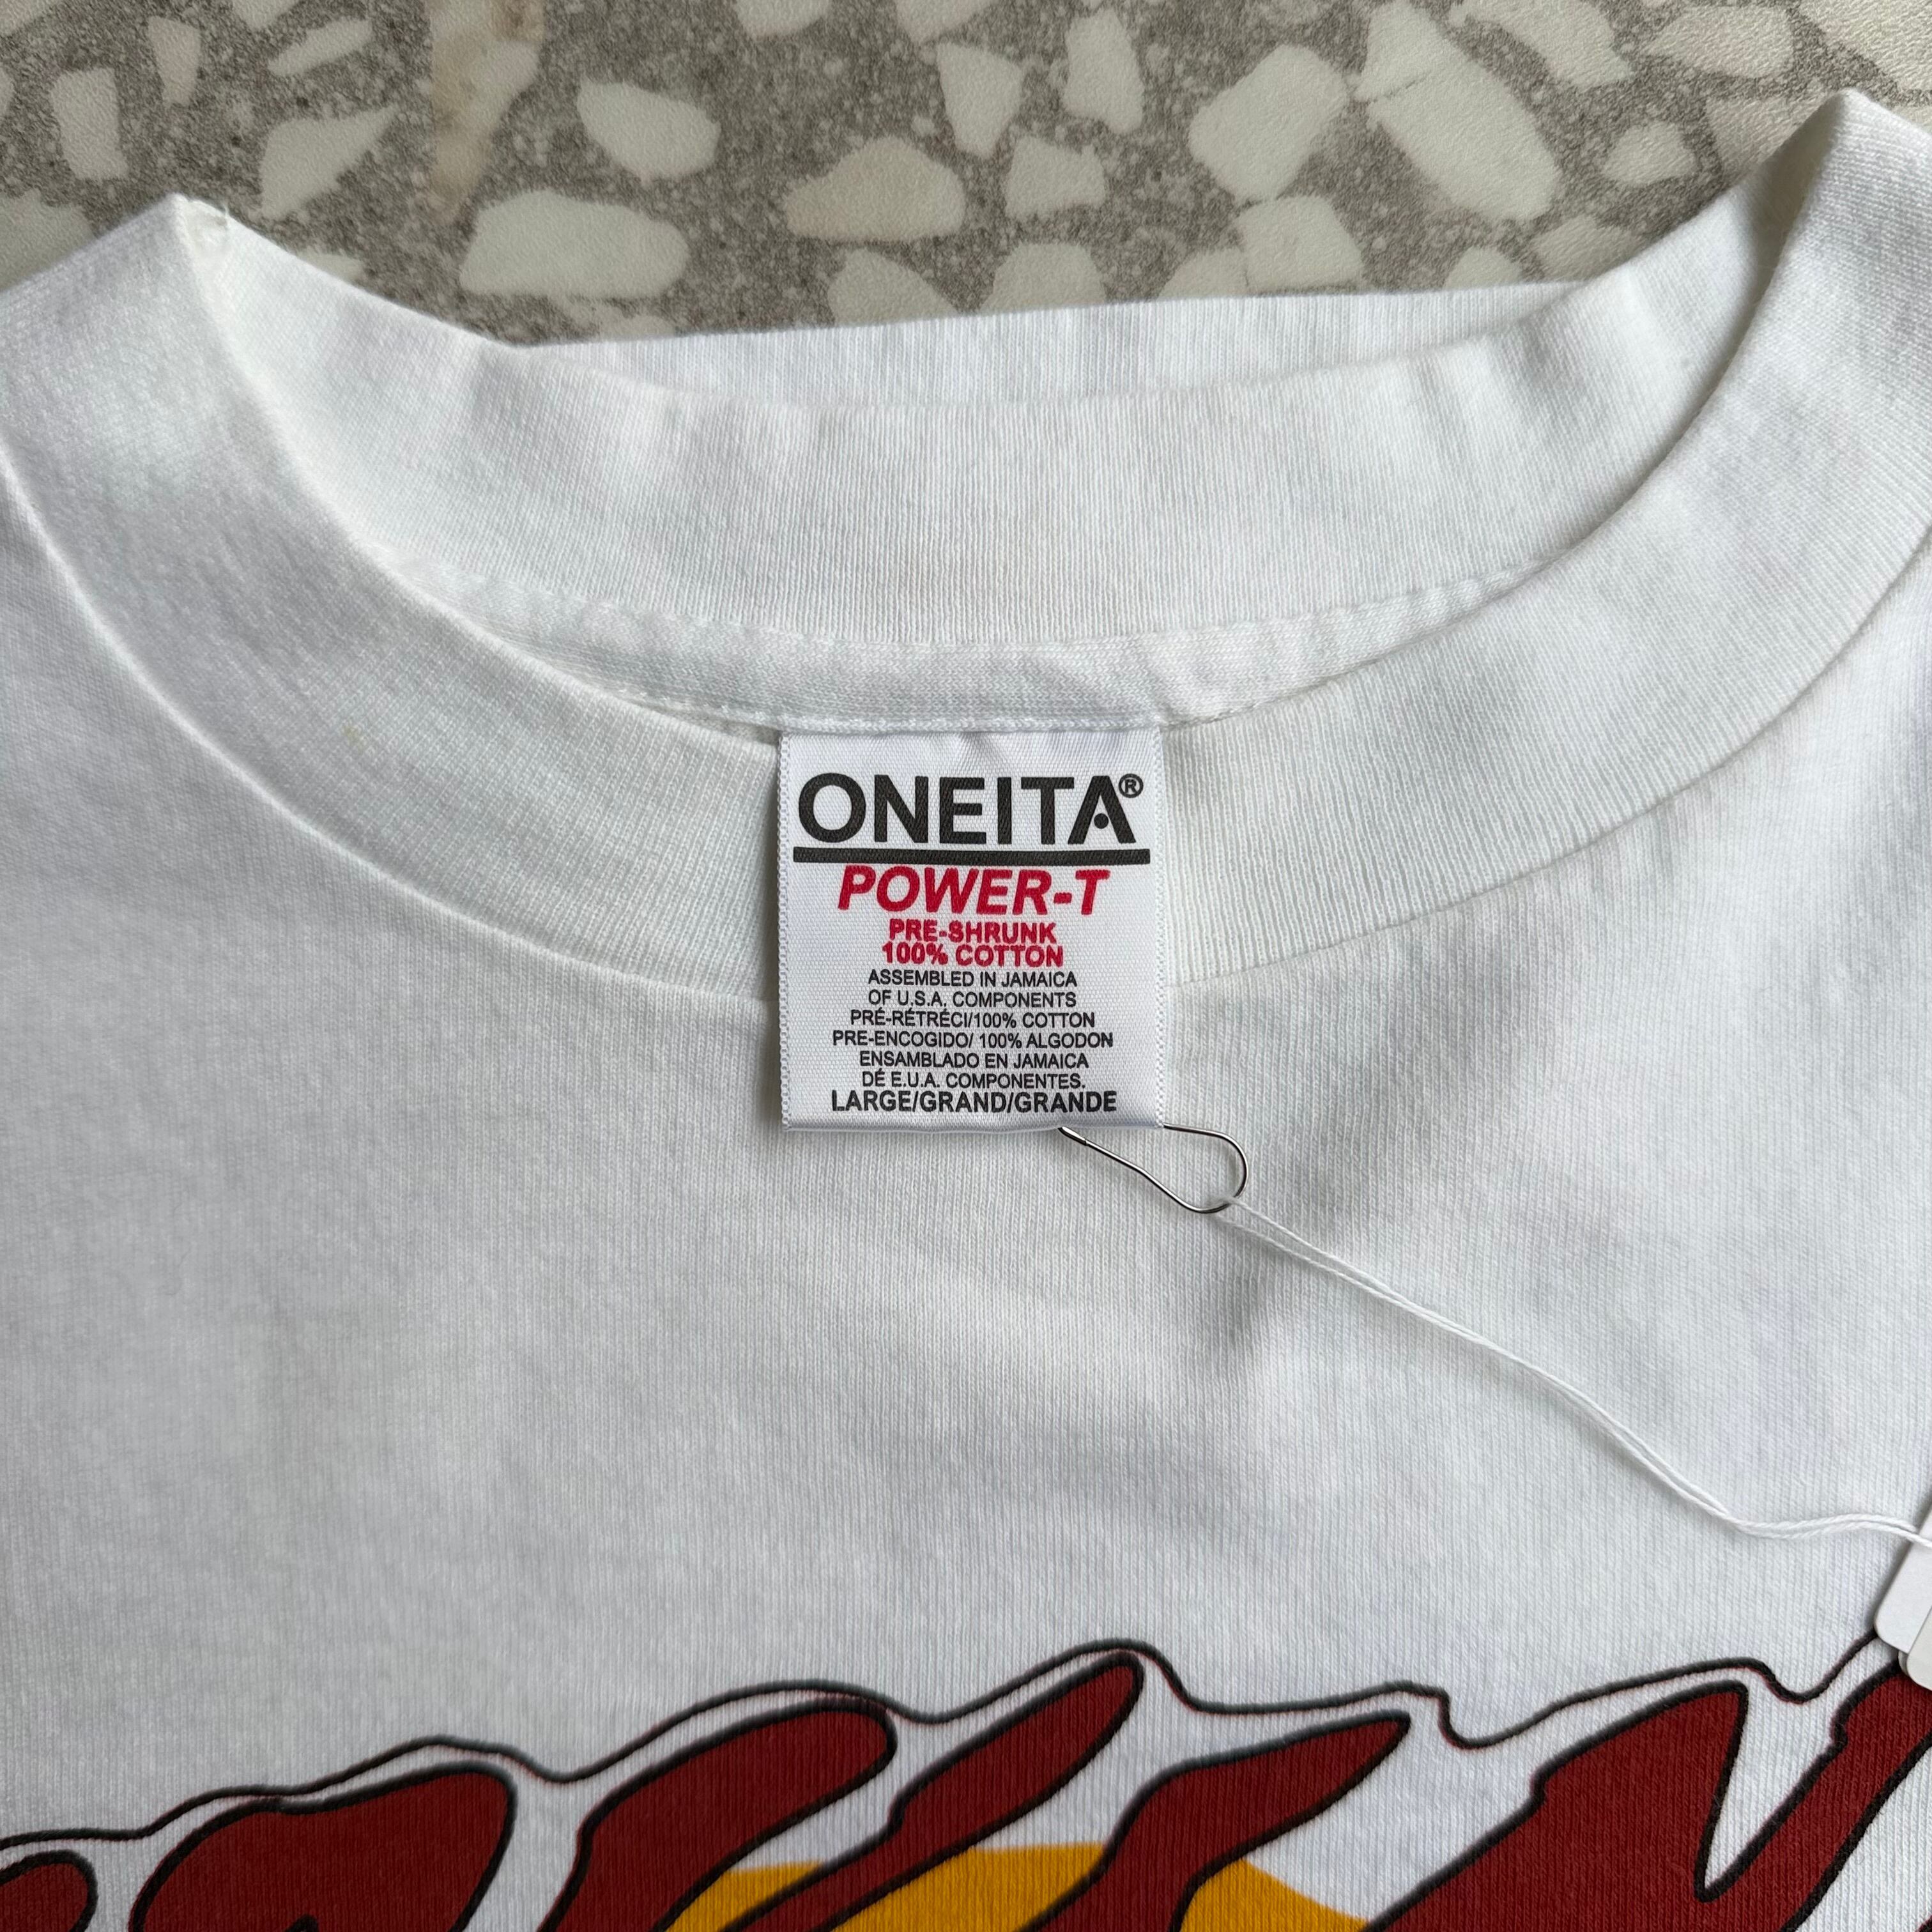 ONEITA®
POWER-T
PRE-SHRUNK
100% COTTON
ASSEMBLED IN JAMAICA
OF U.S.A. COMPONENTS
PRÉ-RÉTRÉCI/100% COTTON
PRE-ENCOGIDO/ 100% ALGODON
ENSAMBLADO EN JAMAICA
DÉ E.U.A. COMPONENTES.
LARGE/GRAND/GRANDE